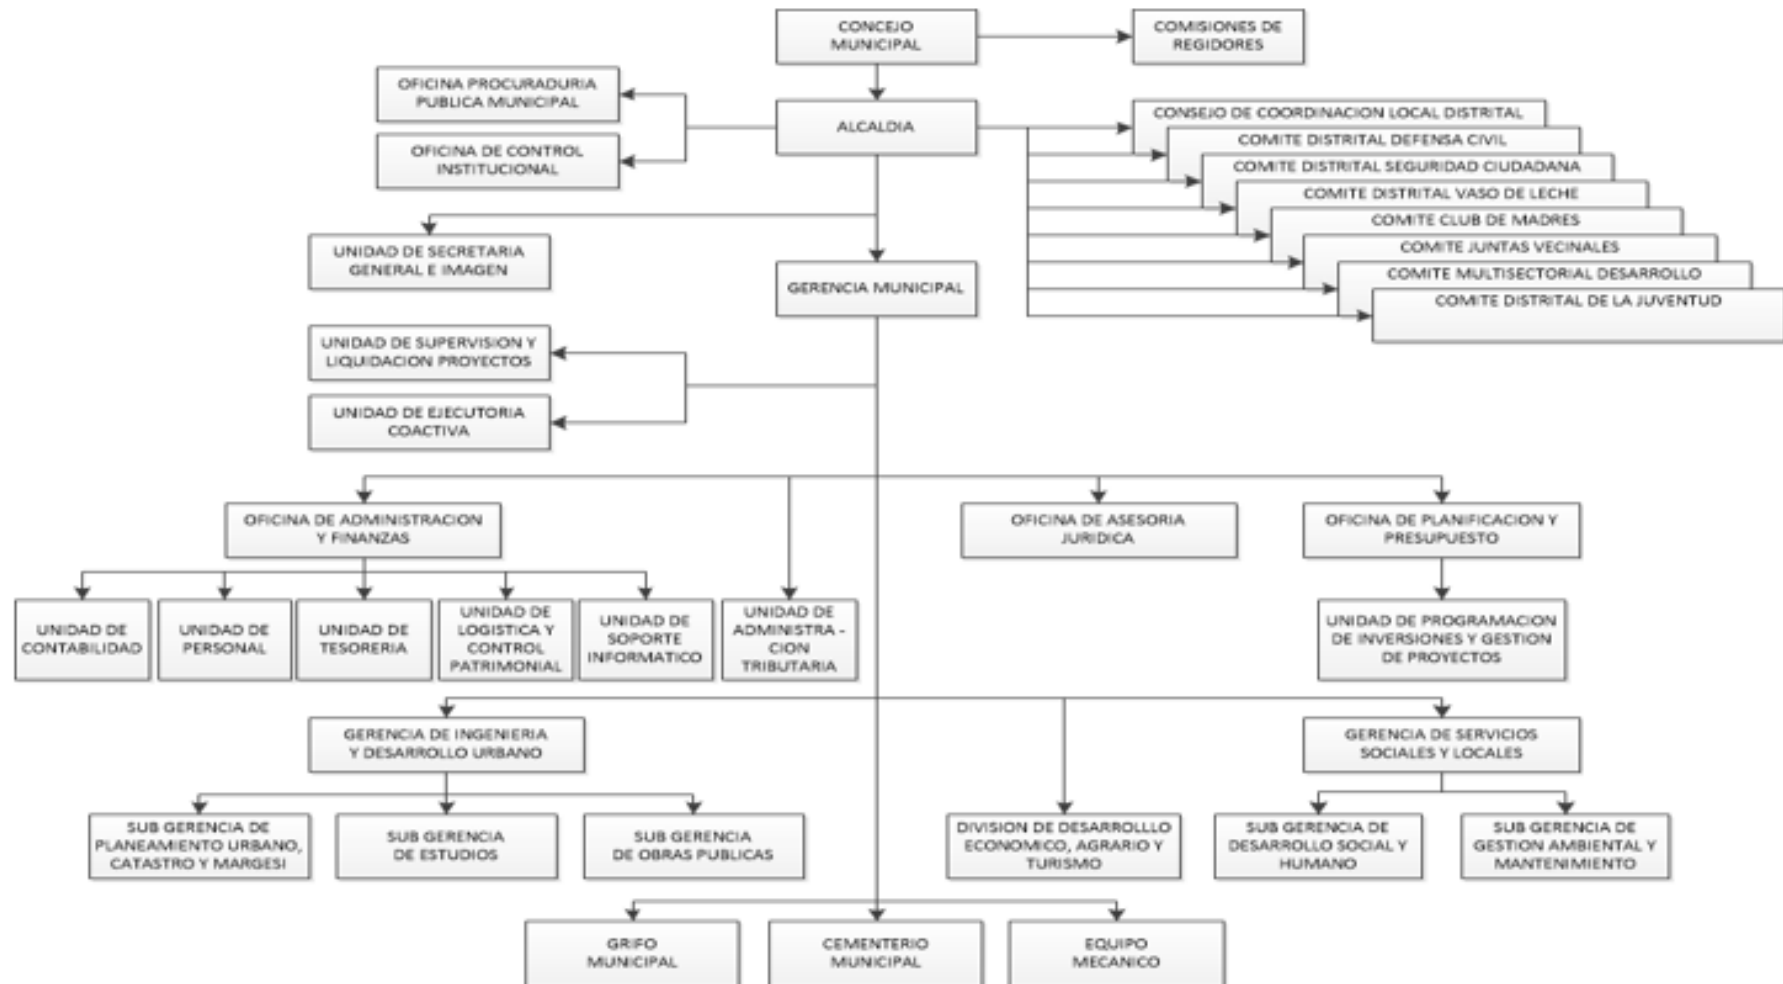 CONCEJO
MUNICIPAL
COMISIONES DE
REGIDORES
OFICINA PROCURADURIA
PUBLICA MUNICIPAL
ALCALDIA
OFICINA DE CONTROL
INSTITUCIONAL
CONSEJO DE COORDINACION LOCAL DISTRITAL
COMITE DISTRITAL DEFENSA CIVIL
COMITE DISTRITAL SEGURIDAD CIUDADANA
COMITE DISTRITAL VASO DE LECHE
COMITE CLUB DE MADRES
COMITE JUNTAS VECINALES
COMITE MULTISECTORIAL DESARROLLO
COMITE DISTRITAL DE LA JUVENTUD
UNIDAD DE SECRETARIA
GENERAL E IMAGEN
GERENCIA MUNICIPAL
UNIDAD DE SUPERVISION Y
LIQUIDACION PROYECTOS
UNIDAD DE EJECUTORIA
COACTIVA
OFICINA DE ADMINISTRACION
Y FINANZAS
OFICINA DE ASESORIA
JURIDICA
OFICINA DE PLANIFICACION Y
PRESUPUESTO
UNIDAD DE
CONTABILIDAD
UNIDAD DE
PERSONAL
UNIDAD DE
TESORERIA
UNIDAD DE
LOGISTICA Y
CONTROL
PATRIMONIAL
UNIDAD DE
SOPORTE
INFORMATICO
UNIDAD DE
ADMINISTRA -
CION
TRIBUTARIA
UNIDAD DE PROGRAMACION
DE INVERSIONES Y GESTION
DE PROYECTOS
GERENCIA DE INGENIERIA
Y DESARROLLO URBANO
GERENCIA DE SERVICIOS
SOCIALES Y LOCALES
SUB GERENCIA DE
PLANEAMIENTO URBANO,
CATASTRO Y MARGESI
SUB GERENCIA
DE ESTUDIOS
SUB GERENCIA
DE OBRAS PUBLICAS
DIVISION DE DESARROLLLO
ECONOMICO, AGRARIO Y
TURISMO
SUB GERENCIA DE
DESARROLLO SOCIAL Y
HUMANO
SUB GERENCIA DE
GESTION AMBIENTAL Y
MANTENIMIENTO
GRIFO
MUNICIPAL
CEMENTERIO
MUNICIPAL
EQUIPO
MECANICO